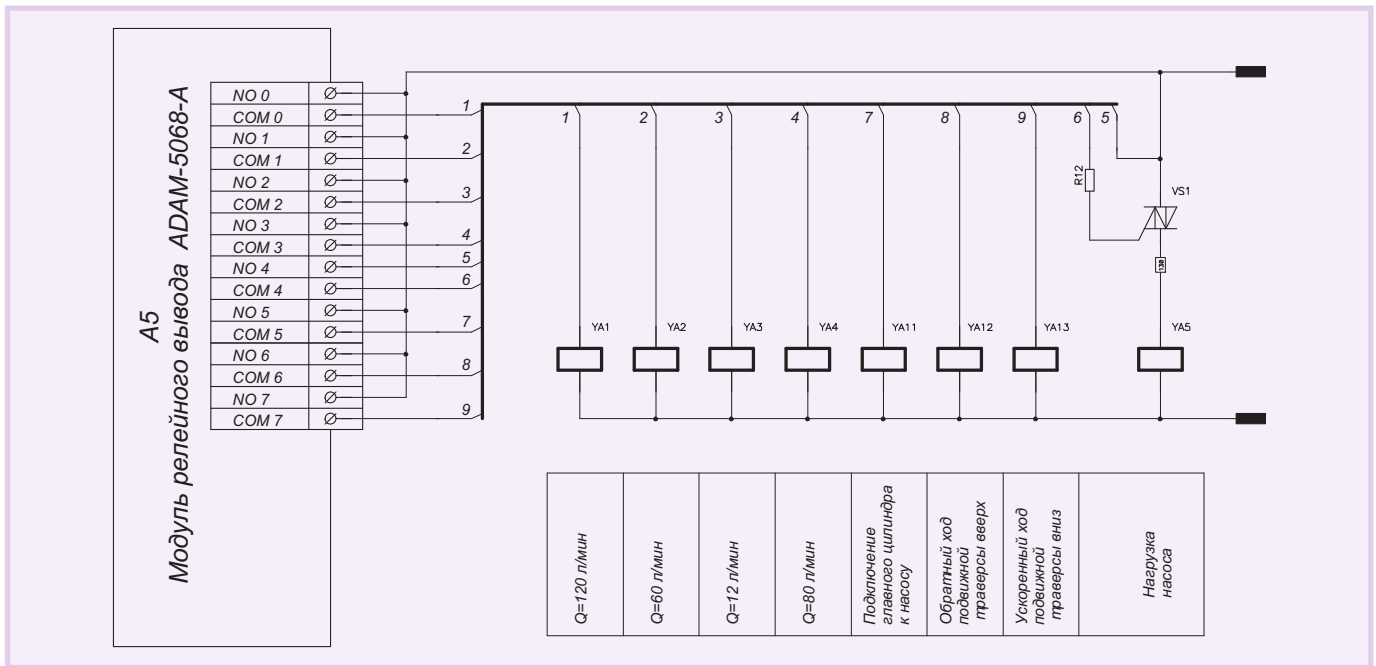 А5
Модуль релейного вывода ADAM-5068-A
NO 0
COM 0
NO 1
COM 1
NO 2
COM 2
NO 3
COM 3
NO 4
COM 4
NO 5
COM 5
NO 6
COM 6
NO 7
COM 7
1
2
3
4
5
6
7
8
9
1
2
3
4
7
8
9
6
5
R12
VS1
130
YA1
YA2
YA3
YA4
YA11
YA12
YA13
YA5
Q=120 л/мин
Q=60 л/мин
Q=12 л/мин
Q=80 л/мин
Подключение
главного цилиндра
к насосу
Обратный ход
подвижной
траверсы вверх
Ускоренный ход
подвижной
траверсы вниз
Нагрузка
насоса